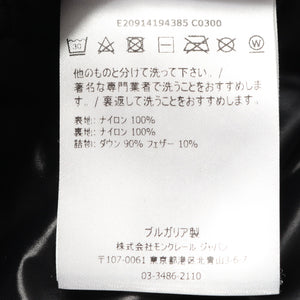 E20914194385 C0300
他のものと分けて洗って下さい。/
著名な専門業者で洗うことをおすすめしま
す。/裏返して洗うことをおすすめします。
表地: ナイロン 100%
裏地: ナイロン 100%
詰物: ダウン 90% フェザー 10%
ブルガリア製
株式会社モンクレール ジャパン
〒107-0061 東京都港区北青山3-5-
03-3486-2110